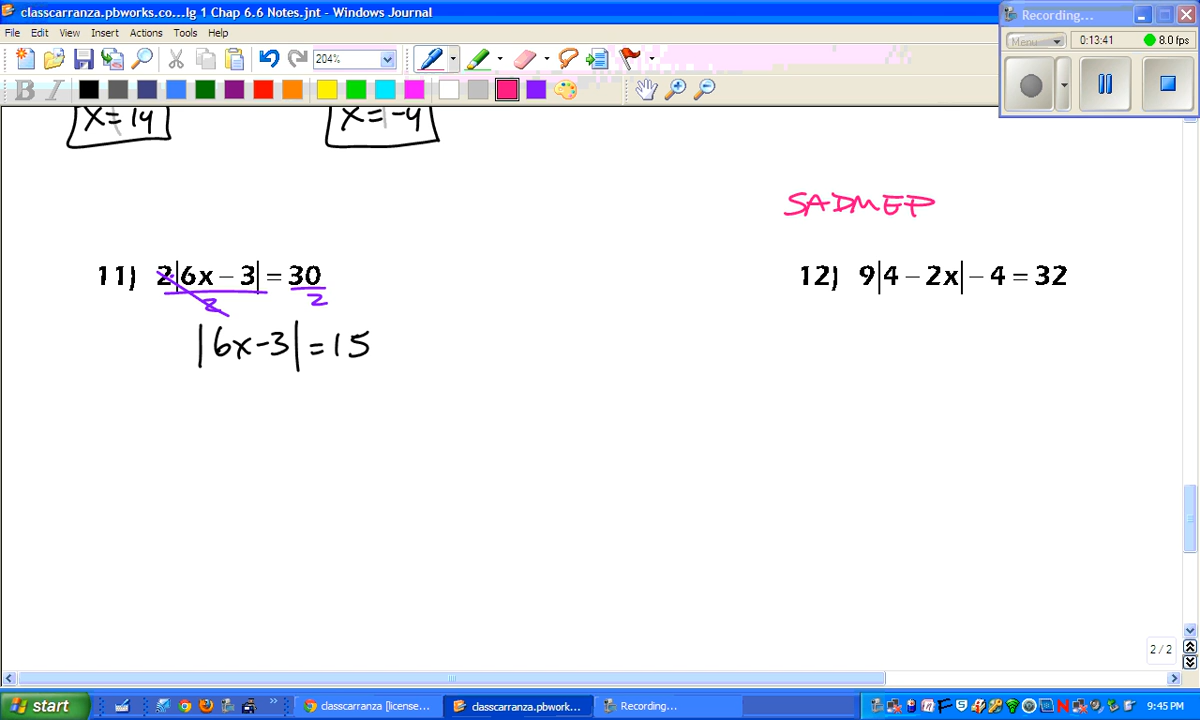 classcarranza.pbworks.co...lg 1 Chap 6.6 Notes.jnt - Windows Journal
Recording...
File Edit View Insert Actions Tools Help
Menu 0:13:41 8.0 fps
204%
B I
x = 14 x = -4
SADMEP
11) 2|6x − 3| = 30 12) 9|4 − 2x| − 4 = 32
2 2
|6x-3| = 15
2 / 2
start classcarranza [license... classcarranza.pbwork... Recording... 9:45 PM